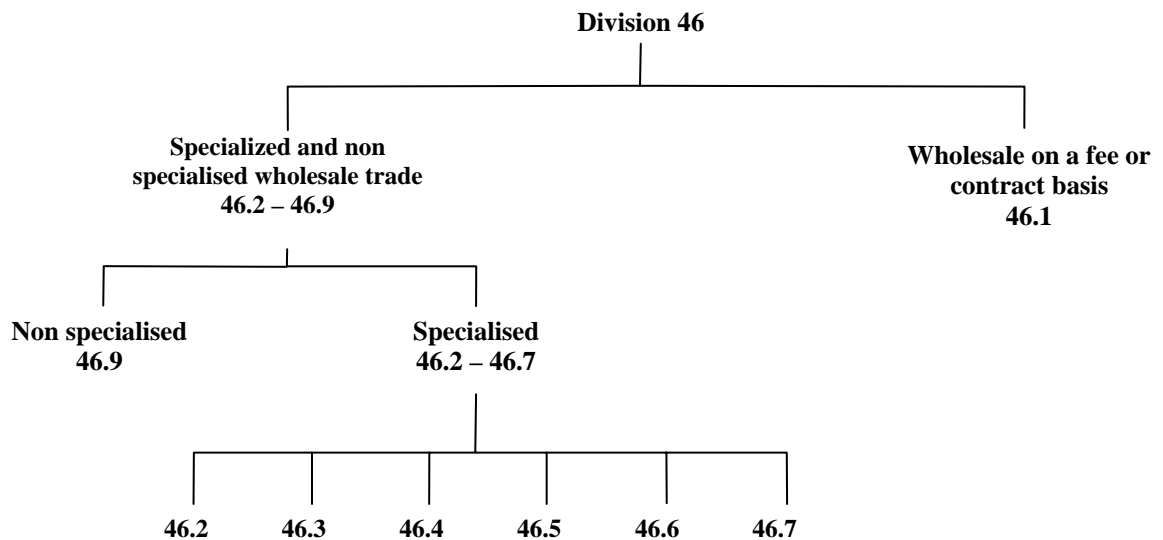 Division 46
Specialized and non
specialised wholesale trade
46.2 – 46.9
Wholesale on a fee or
contract basis
46.1
Non specialised
46.9
Specialised
46.2 – 46.7
46.2 46.3 46.4 46.5 46.6 46.7